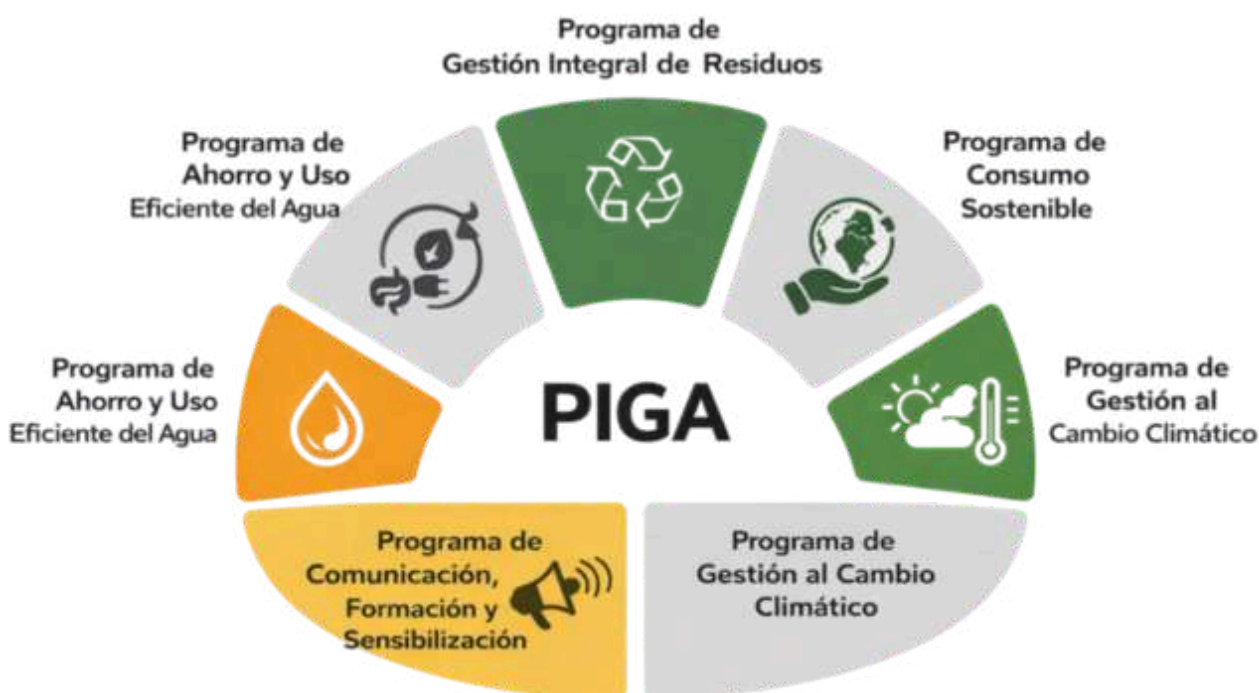 Programa de
Gestión Integral de Residuos
Programa de
Ahorro y Uso
Eficiente del Agua
Programa de
Consumo
Sostenible
Programa de
Ahorro y Uso
Eficiente del Agua
PIGA
Programa de
Gestión al
Cambio Climático
Programa de
Comunicación,
Formación y
Sensibilización
Programa de
Gestión al Cambio
Climático